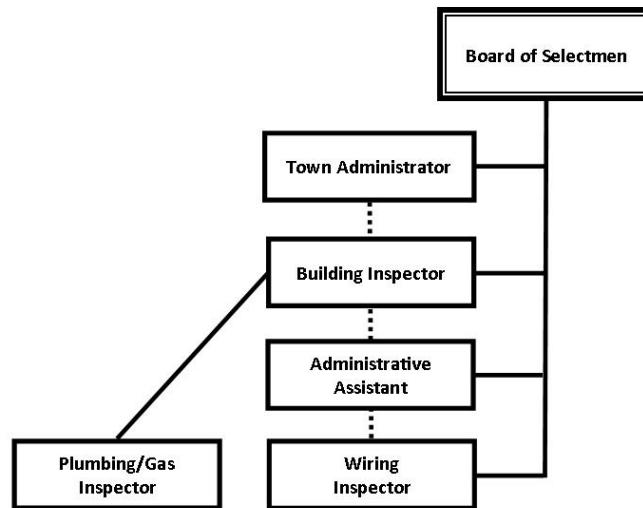 Board of Selectmen
Town Administrator
Building Inspector
Administrative
Assistant
Plumbing/Gas
Inspector
Wiring
Inspector